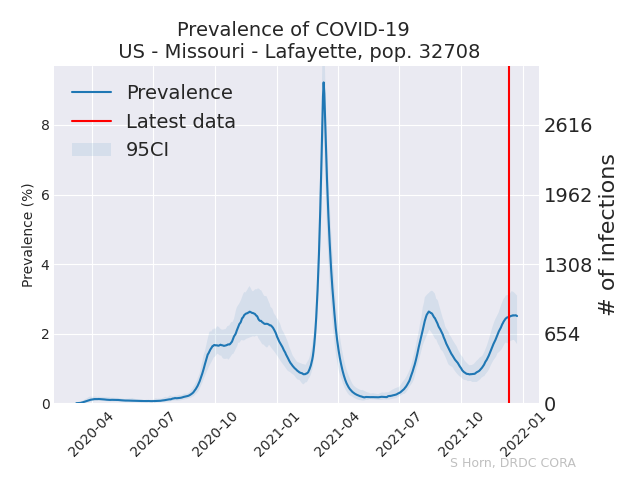 Prevalence of COVID-19
US - Missouri - Lafayette, pop. 32708
Prevalence
Latest data
95CI
Prevalence (%)
8
6
4
2
0
2616
1962
1308
654
0
# of infections
2020-04
2020-07
2020-10
2021-01
2021-04
2021-07
2021-10
2022-01
S Horn, DRDC CORA